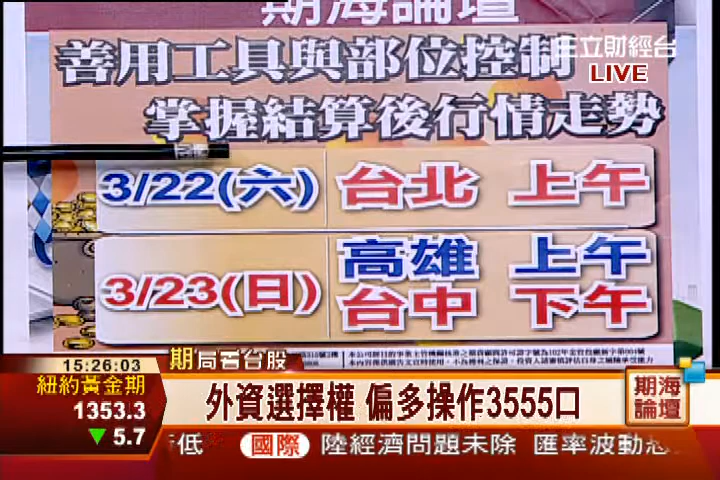 期海論壇
三立財經台
LIVE
善用工具與部位控制
掌握結算後行情走勢
3/22(六) 台北 上午
3/23(日) 高雄 上午
台中 下午
15:26:03
期局看台股
紐約黃金期
1353.3
▼5.7
外資選擇權 偏多操作3555口
期海
論壇
國際 陸經濟問題未除 匯率波動